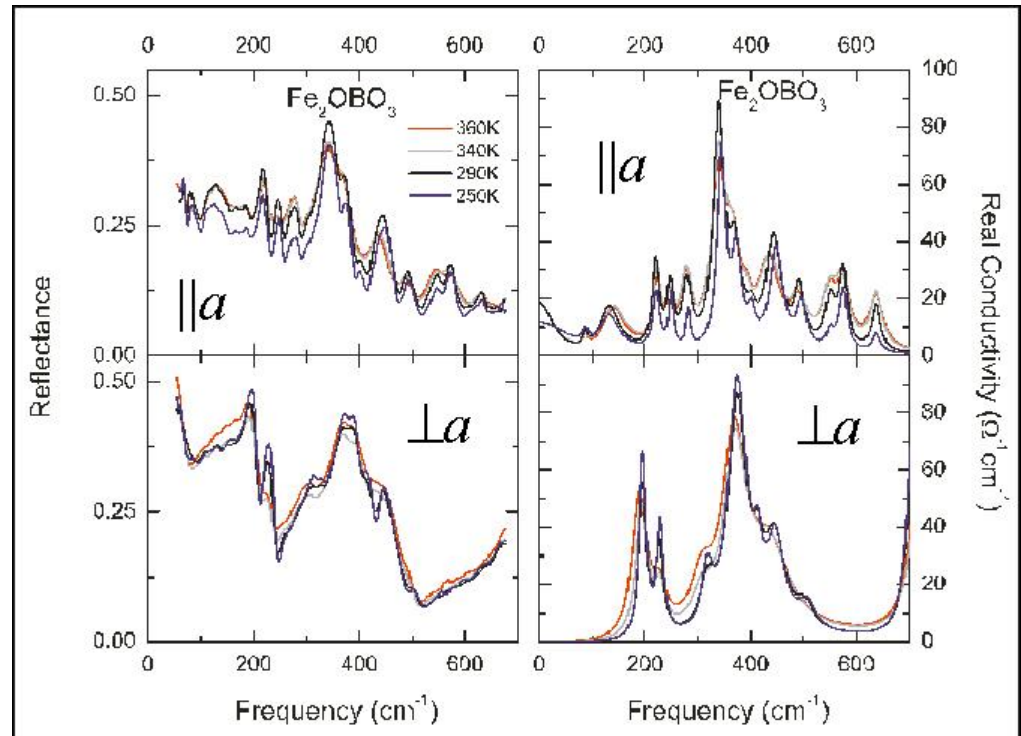 0 200 400 600
0 200 400 600
Fe₂OBO₃
360K
340K
290K
250K
||a
0.50
0.25
0.00
Fe₂OBO₃
||a
100
80
60
40
20
0
Reflectance
⊥a
0.50
0.25
0.00
⊥a
80
60
40
20
0
Real Conductivity (Ω⁻¹cm⁻¹)
0 200 400 600
0 200 400 600
Frequency (cm⁻¹)
Frequency (cm⁻¹)